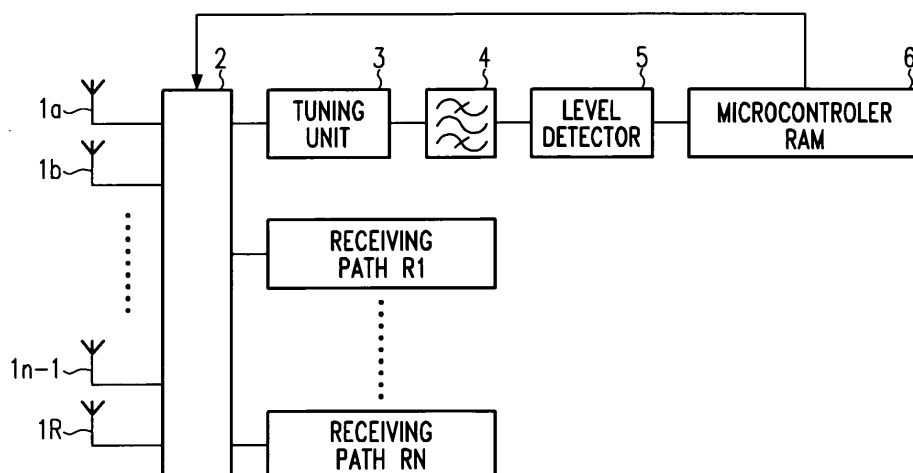 2
3
4
5
6
1a
TUNING
UNIT
LEVEL
DETECTOR
MICROCONTROLER
RAM
1b
RECEIVING
PATH R1
1n-1
1R
RECEIVING
PATH RN